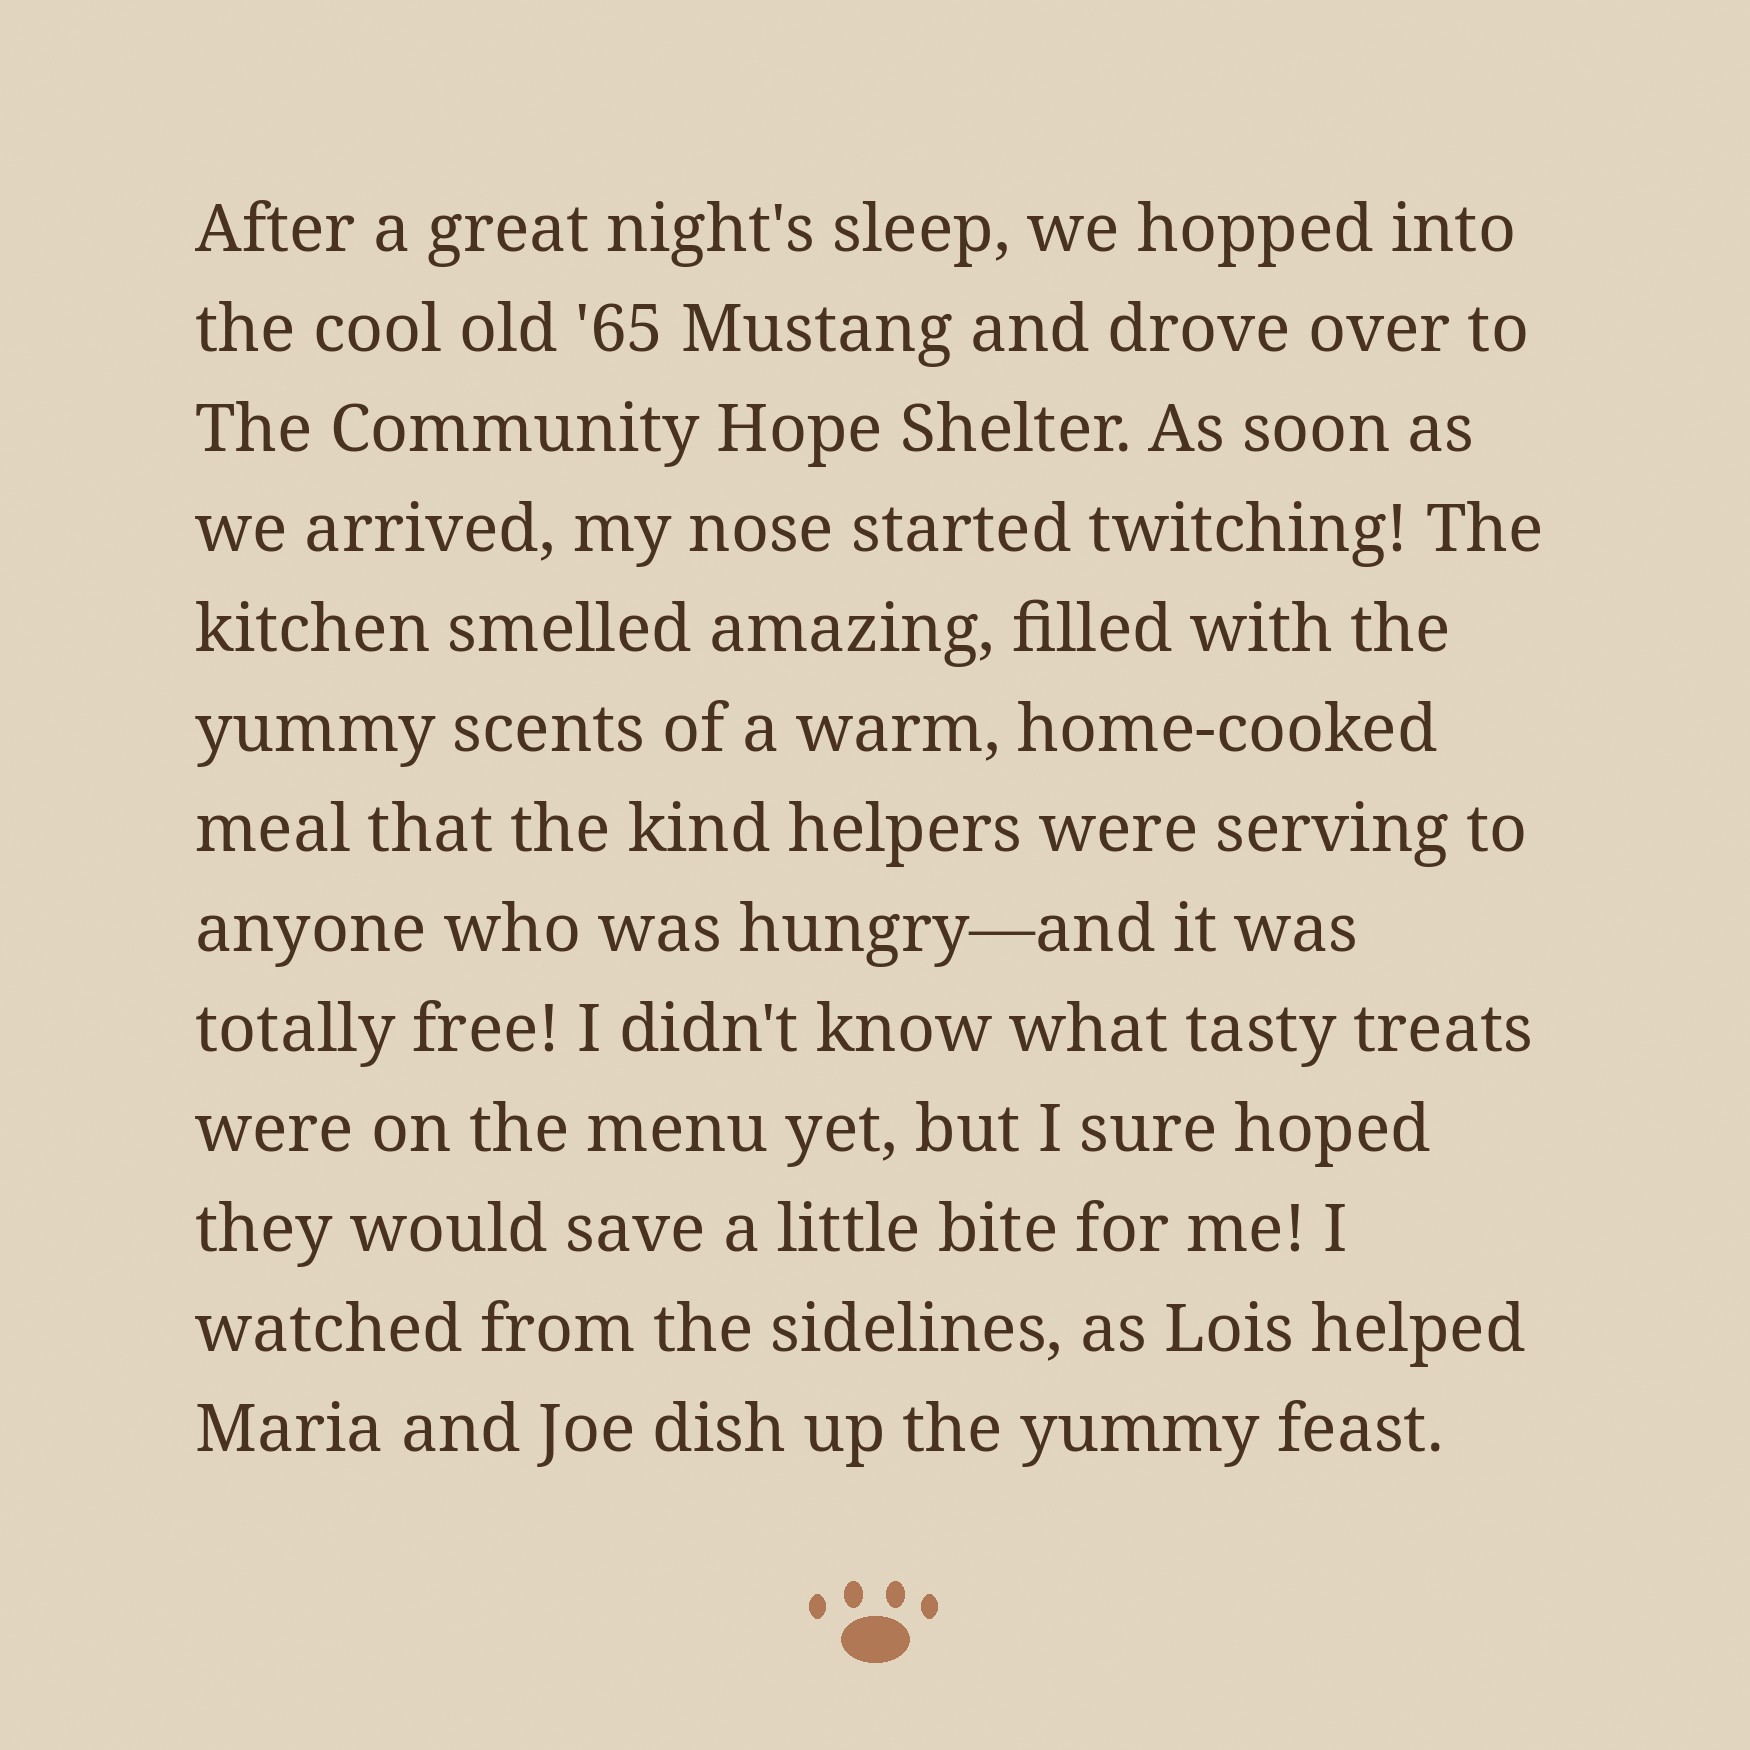 After a great night's sleep, we hopped into
the cool old '65 Mustang and drove over to
The Community Hope Shelter. As soon as
we arrived, my nose started twitching! The
kitchen smelled amazing, filled with the
yummy scents of a warm, home-cooked
meal that the kind helpers were serving to
anyone who was hungry—and it was
totally free! I didn't know what tasty treats
were on the menu yet, but I sure hoped
they would save a little bite for me! I
watched from the sidelines, as Lois helped
Maria and Joe dish up the yummy feast.